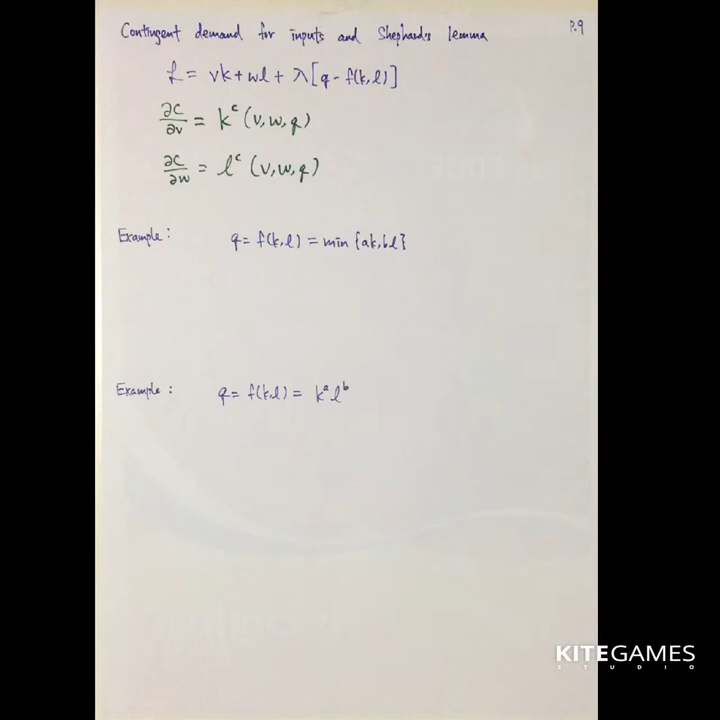 Contingent demand for inputs and Shephard's lemma P.9
ℒ = vk + wl + λ[q - f(k,l)]
∂C/∂v = k^c (v,w,q)
∂C/∂w = l^c (v,w,q)
Example: q = f(k,l) = min {ak,bl}
Example: q = f(k,l) = k^a l^b
KITEGAMES
STUDIO